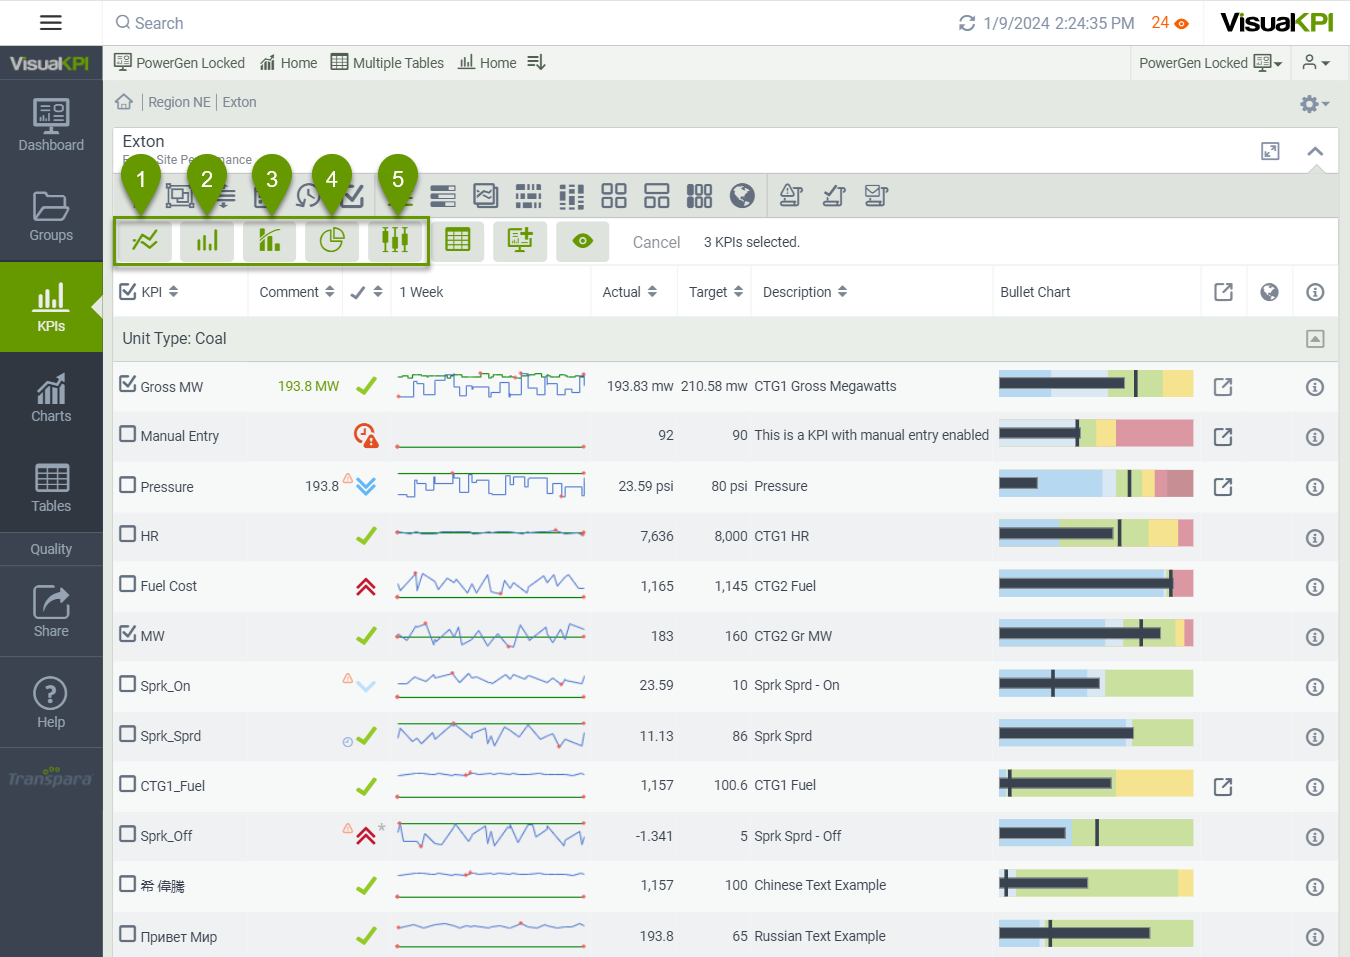 Search
1/9/2024 2:24:35 PM
24
VisualKPI
VisualKPI
PowerGen Locked
Home
Multiple Tables
Home
PowerGen Locked
Region NE
Exton
Dashboard
Groups
KPIs
Charts
Tables
Quality
Share
Help
Transpara
Exton
Site Performance
1
2
3
4
5
Cancel
3 KPIs selected.
KPI Comment 1 Week Actual Target Description Bullet Chart
Unit Type: Coal
Gross MW 193.8 MW 193.83 mw 210.58 mw CTG1 Gross Megawatts
Manual Entry 92 90 This is a KPI with manual entry enabled
Pressure 193.8 23.59 psi 80 psi Pressure
HR 7,636 8,000 CTG1 HR
Fuel Cost 1,165 1,145 CTG2 Fuel
MW 183 160 CTG2 Gr MW
Sprk_On 23.59 10 Sprk Sprd - On
Sprk_Sprd 11.13 86 Sprk Sprd
CTG1_Fuel 1,157 100.6 CTG1 Fuel
Sprk_Off * -1.341 5 Sprk Sprd - Off
希 偉騰 1,157 100 Chinese Text Example
Привет Мир 193.8 65 Russian Text Example